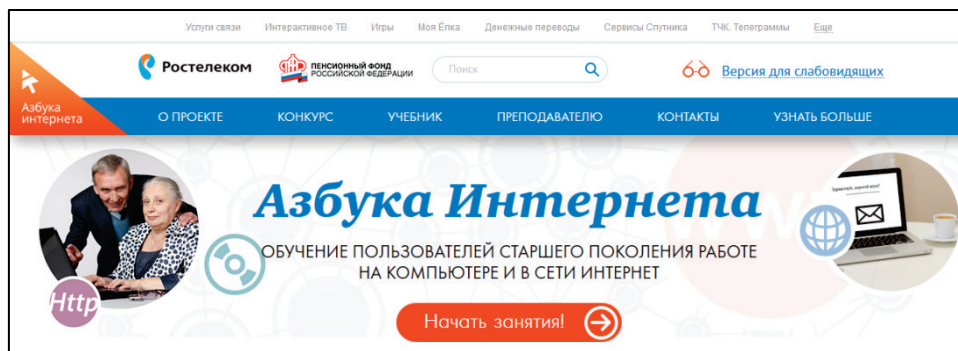 Услуги связи Интерактивное ТВ Игры Моя Ёлка Денежные переводы Сервисы Спутника ТЧК. Телеграммы Еще
Ростелеком
ПЕНСИОННЫЙ ФОНД
РОССИЙСКОЙ ФЕДЕРАЦИИ
Поиск
Версия для слабовидящих
Азбука
интернета
О ПРОЕКТЕ КОНКУРС УЧЕБНИК ПРЕПОДАВАТЕЛЮ КОНТАКТЫ УЗНАТЬ БОЛЬШЕ
Азбука Интернета
ОБУЧЕНИЕ ПОЛЬЗОВАТЕЛЕЙ СТАРШЕГО ПОКОЛЕНИЯ РАБОТЕ
НА КОМПЬЮТЕРЕ И В СЕТИ ИНТЕРНЕТ
Http
Начать занятия!